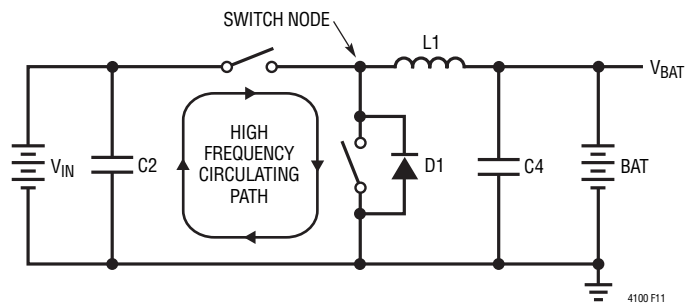 SWITCH NODE
L1
VBAT
HIGH
FREQUENCY
CIRCULATING
PATH
VIN
C2
D1
C4
BAT
4100 F11